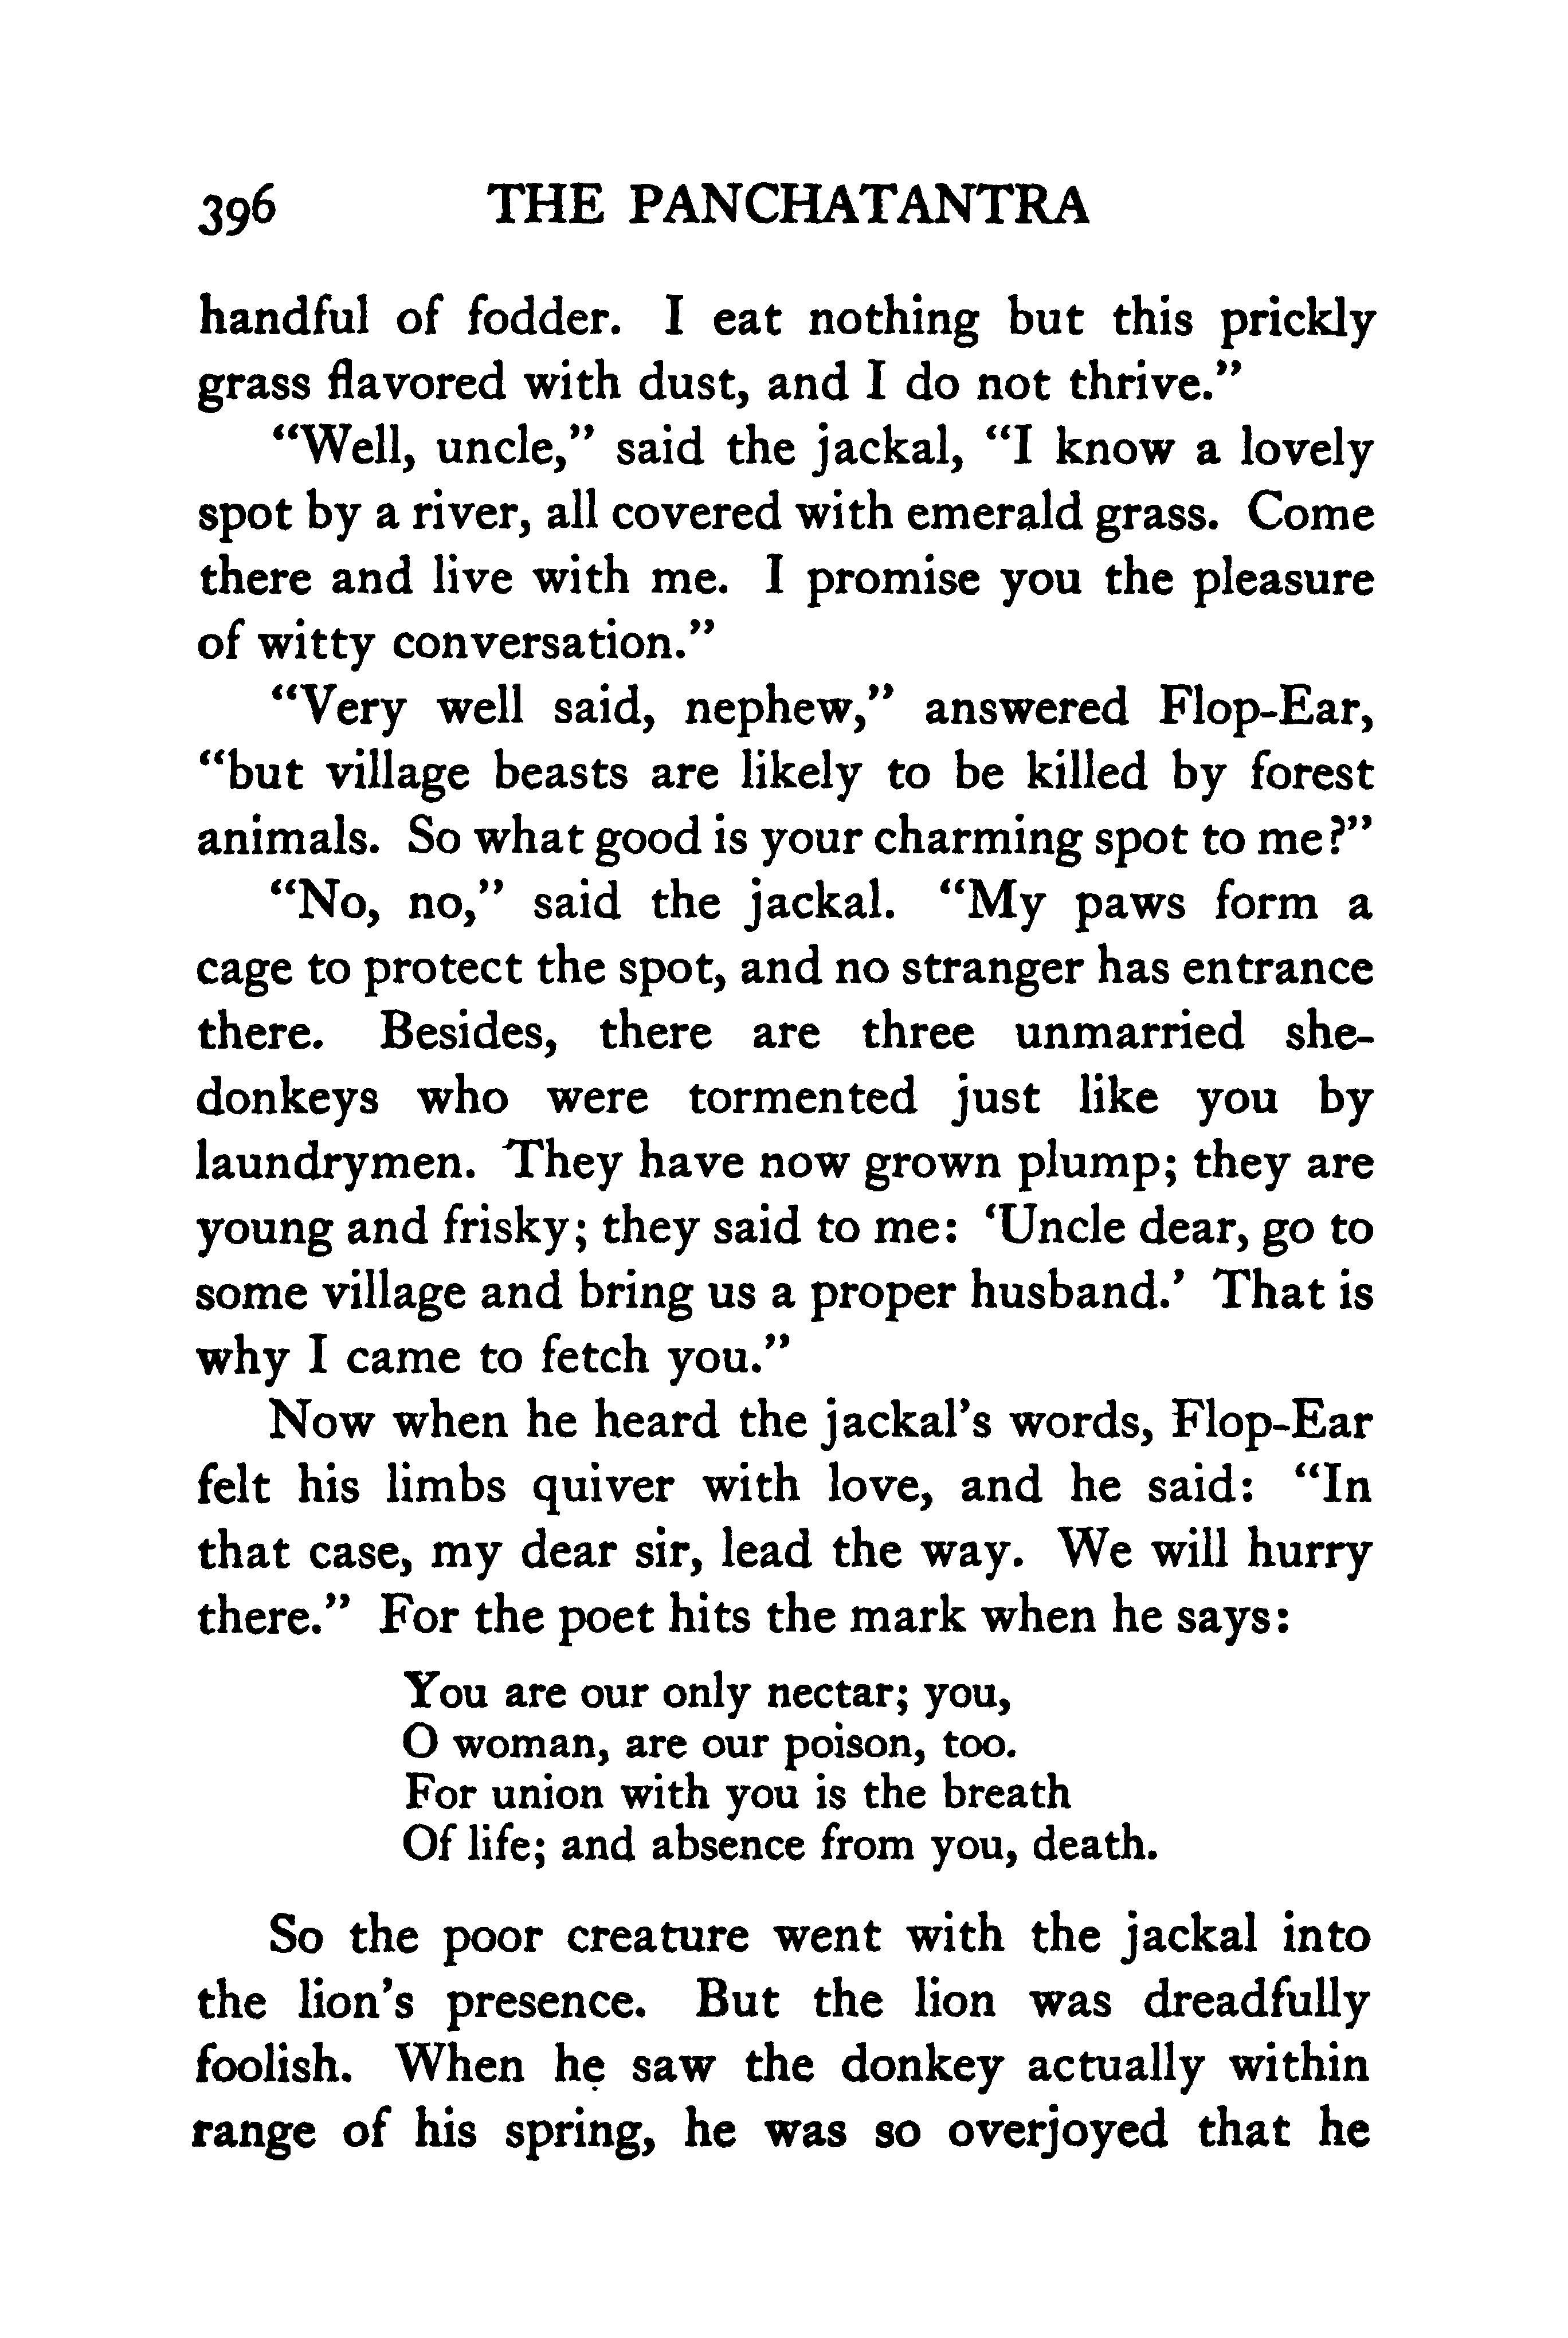 396 THE PANCHATANTRA
handful of fodder. I eat nothing but this prickly
grass flavored with dust, and I do not thrive.”
“Well, uncle,” said the jackal, “I know a lovely
spot by a river, all covered with emerald grass. Come
there and live with me. I promise you the pleasure
of witty conversation.”
“Very well said, nephew,” answered Flop-Ear,
“but village beasts are likely to be killed by forest
animals. So what good is your charming spot to me?”
“No, no,” said the jackal. “My paws form a
cage to protect the spot, and no stranger has entrance
there. Besides, there are three unmarried she-
donkeys who were tormented just like you by
laundrymen. They have now grown plump; they are
young and frisky; they said to me: ‘Uncle dear, go to
some village and bring us a proper husband.’ That is
why I came to fetch you.”
Now when he heard the jackal’s words, Flop-Ear
felt his limbs quiver with love, and he said: “In
that case, my dear sir, lead the way. We will hurry
there.” For the poet hits the mark when he says:
You are our only nectar; you,
O woman, are our poison, too.
For union with you is the breath
Of life; and absence from you, death.
So the poor creature went with the jackal into
the lion’s presence. But the lion was dreadfully
foolish. When he saw the donkey actually within
range of his spring, he was so overjoyed that he